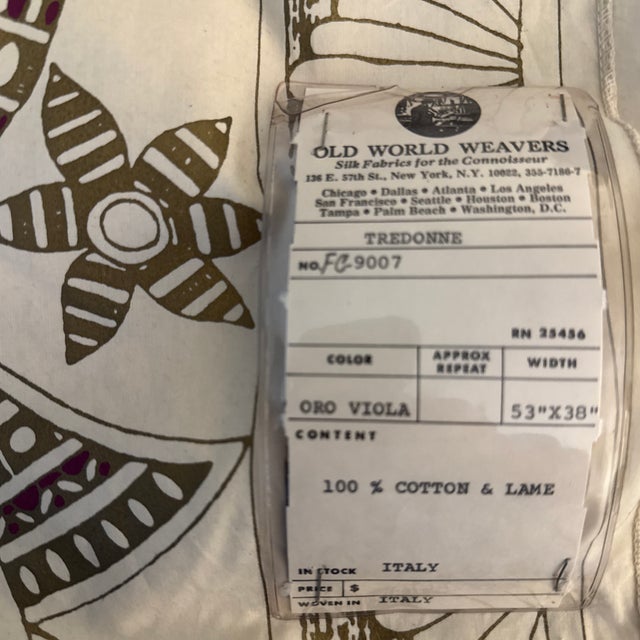 OLD WORLD WEAVERS
Silk Fabrics for the Connoisseur
136 E. 57th St., New York, N.Y. 10022, 355-7186-7
Chicago • Dallas • Atlanta • Los Angeles
San Francisco • Seattle • Houston • Boston
Tampa • Palm Beach • Washington, D.C.
TREDONNE
NO. FC-9007
RN 25456
COLOR APPROX REPEAT WIDTH
ORO VIOLA 53"X38"
CONTENT
100 % COTTON & LAME
IN STOCK ITALY
PRICE $
WOVEN IN ITALY